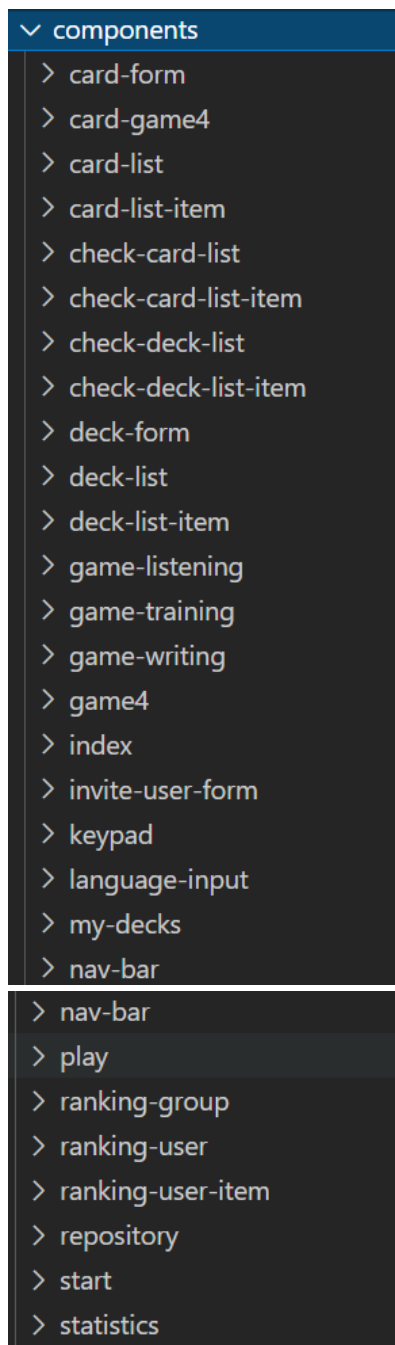 components
card-form
card-game4
card-list
card-list-item
check-card-list
check-card-list-item
check-deck-list
check-deck-list-item
deck-form
deck-list
deck-list-item
game-listening
game-training
game-writing
game4
index
invite-user-form
keypad
language-input
my-decks
nav-bar
nav-bar
play
ranking-group
ranking-user
ranking-user-item
repository
start
statistics